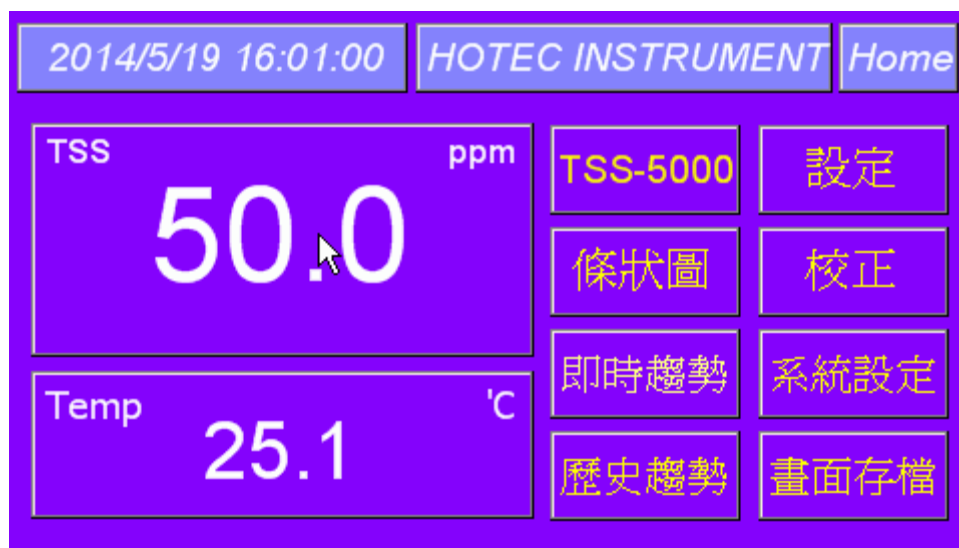 2014/5/19 16:01:00 HOTEC INSTRUMENT Home
TSS ppm
50.0
Temp 'C
25.1
TSS-5000 設定
條狀圖 校正
即時趨勢 系統設定
歷史趨勢 畫面存檔